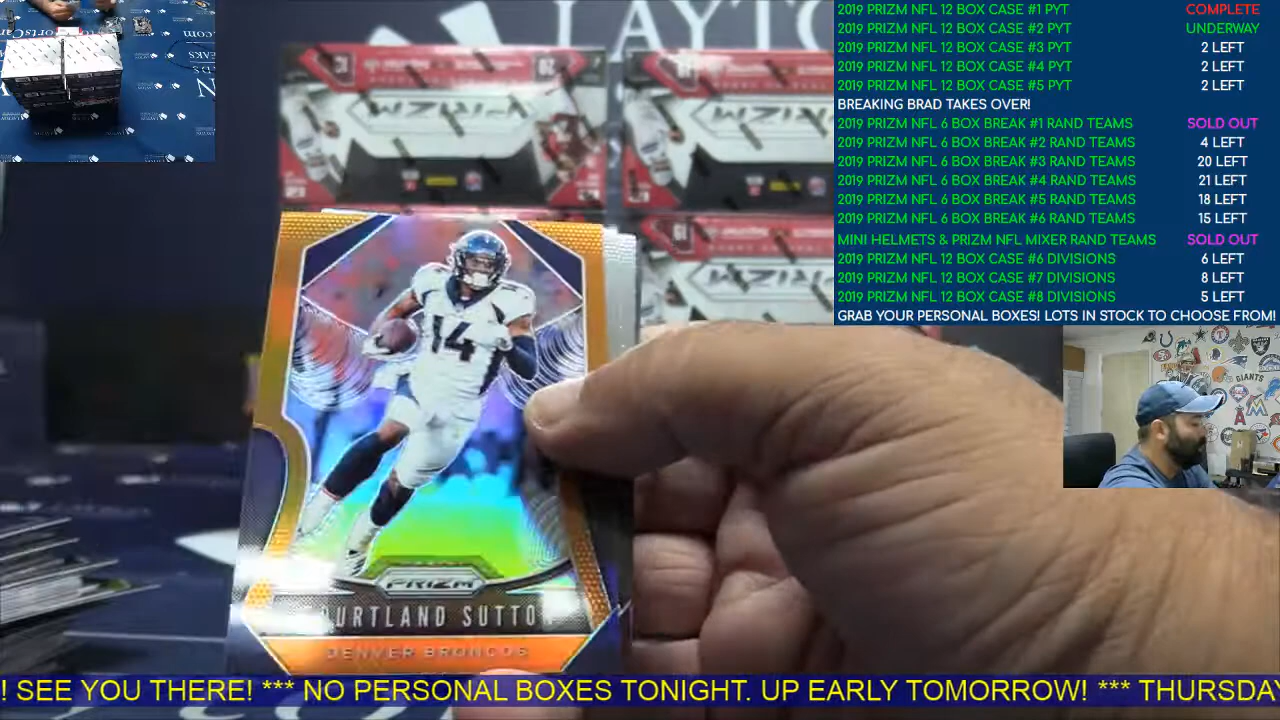 LAYTO
2019 PRIZM NFL 12 BOX CASE #1 PYT COMPLETE
2019 PRIZM NFL 12 BOX CASE #2 PYT UNDERWAY
2019 PRIZM NFL 12 BOX CASE #3 PYT 2 LEFT
2019 PRIZM NFL 12 BOX CASE #4 PYT 2 LEFT
2019 PRIZM NFL 12 BOX CASE #5 PYT 2 LEFT
BREAKING BRAD TAKES OVER!
2019 PRIZM NFL 6 BOX BREAK #1 RAND TEAMS SOLD OUT
2019 PRIZM NFL 6 BOX BREAK #2 RAND TEAMS 4 LEFT
2019 PRIZM NFL 6 BOX BREAK #3 RAND TEAMS 20 LEFT
2019 PRIZM NFL 6 BOX BREAK #4 RAND TEAMS 21 LEFT
2019 PRIZM NFL 6 BOX BREAK #5 RAND TEAMS 18 LEFT
2019 PRIZM NFL 6 BOX BREAK #6 RAND TEAMS 15 LEFT
MINI HELMETS & PRIZM NFL MIXER RAND TEAMS SOLD OUT
2019 PRIZM NFL 12 BOX CASE #6 DIVISIONS 6 LEFT
2019 PRIZM NFL 12 BOX CASE #7 DIVISIONS 8 LEFT
2019 PRIZM NFL 12 BOX CASE #8 DIVISIONS 5 LEFT
GRAB YOUR PERSONAL BOXES! LOTS IN STOCK TO CHOOSE FROM!
PRIZM
PRIZM
PRIZM
14
GIANTS
PRIZM
OURTLAND SUTTON
DENVER BRONCOS
! SEE YOU THERE! *** NO PERSONAL BOXES TONIGHT. UP EARLY TOMORROW! *** THURSDAY